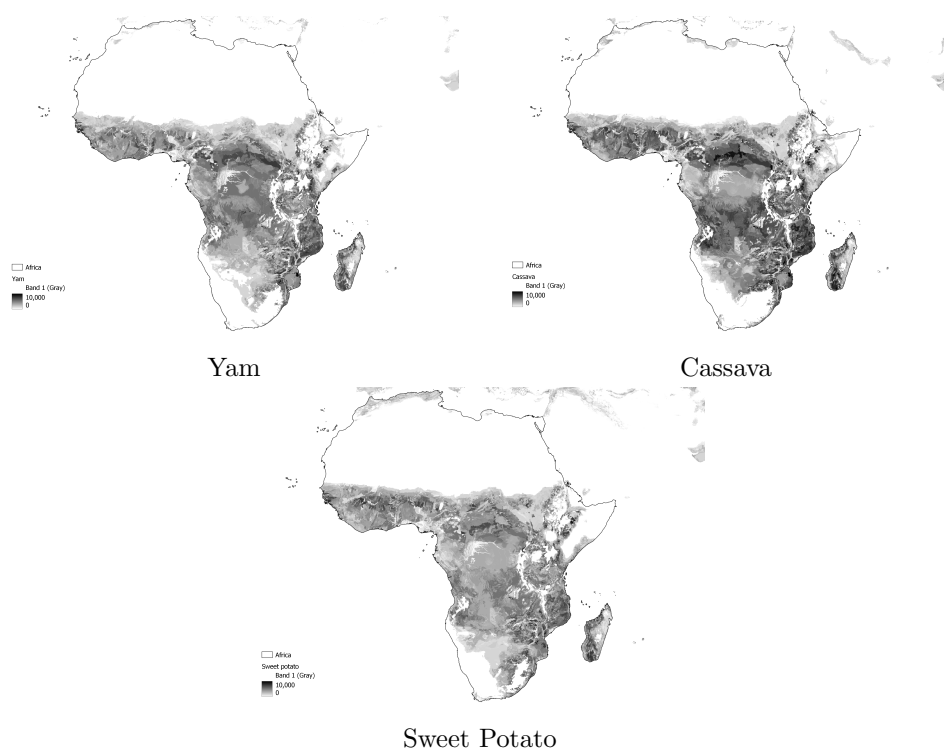 Africa
Yam
Band 1 (Gray)
10,000
0
Africa
Cassava
Band 1 (Gray)
10,000
0
Yam
Cassava
Africa
Sweet potato
Band 1 (Gray)
10,000
0
Sweet Potato